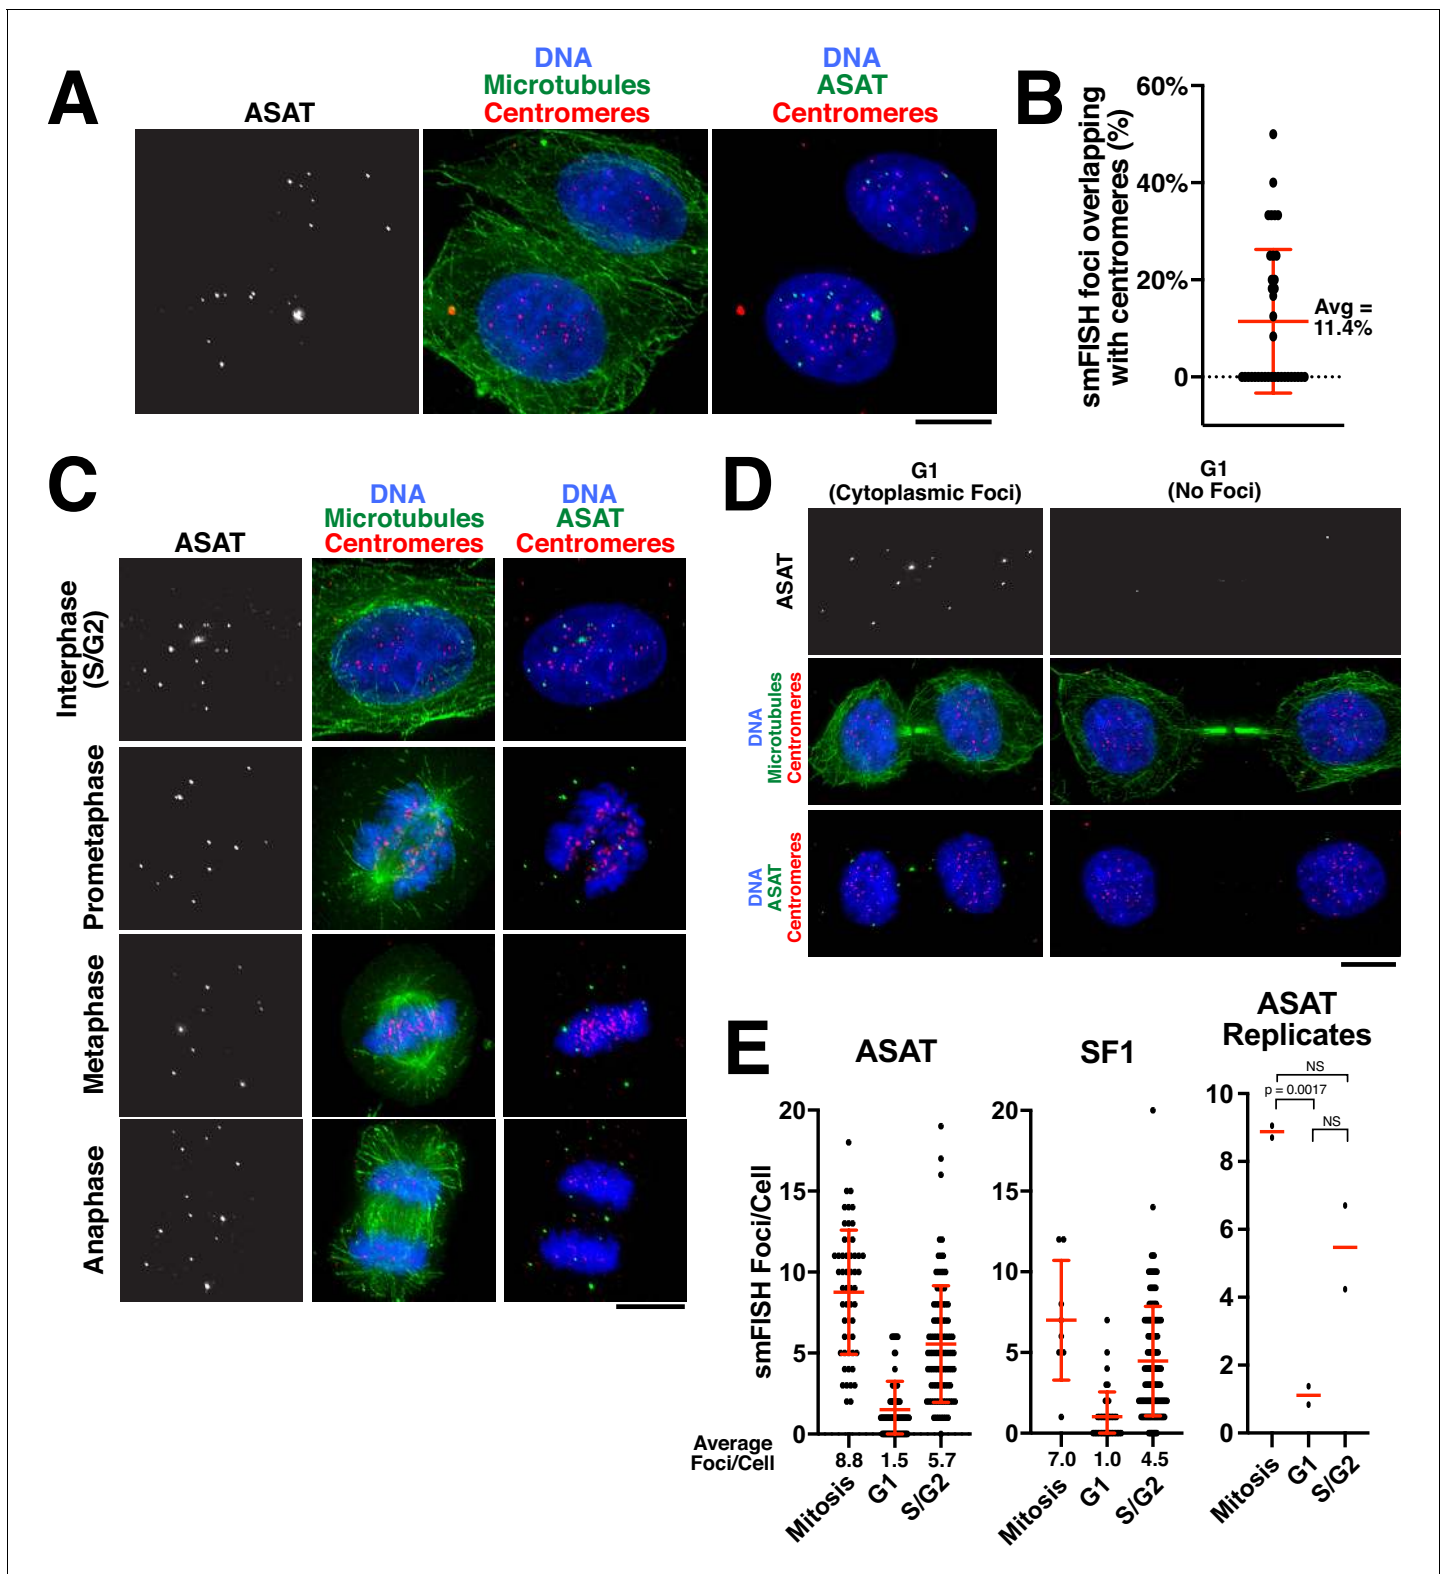 A
ASAT
DNA
Microtubules
Centromeres
DNA
ASAT
Centromeres
B
smFISH foci overlapping
with centromeres (%)
60%
40%
20%
0
Avg =
11.4%
C
ASAT
DNA
Microtubules
Centromeres
DNA
ASAT
Centromeres
Interphase
(S/G2)
Prometaphase
Metaphase
Anaphase
D
G1
(Cytoplasmic Foci)
G1
(No Foci)
ASAT
DNA
Microtubules
Centromeres
DNA
ASAT
Centromeres
E
ASAT
smFISH Foci/Cell
20
15
10
5
0
Average
Foci/Cell
8.8
1.5
5.7
Mitosis
G1
S/G2
SF1
20
15
10
5
0
7.0
1.0
4.5
Mitosis
G1
S/G2
ASAT
Replicates
NS
p = 0.0017
NS
10
8
6
4
2
0
Mitosis
G1
S/G2